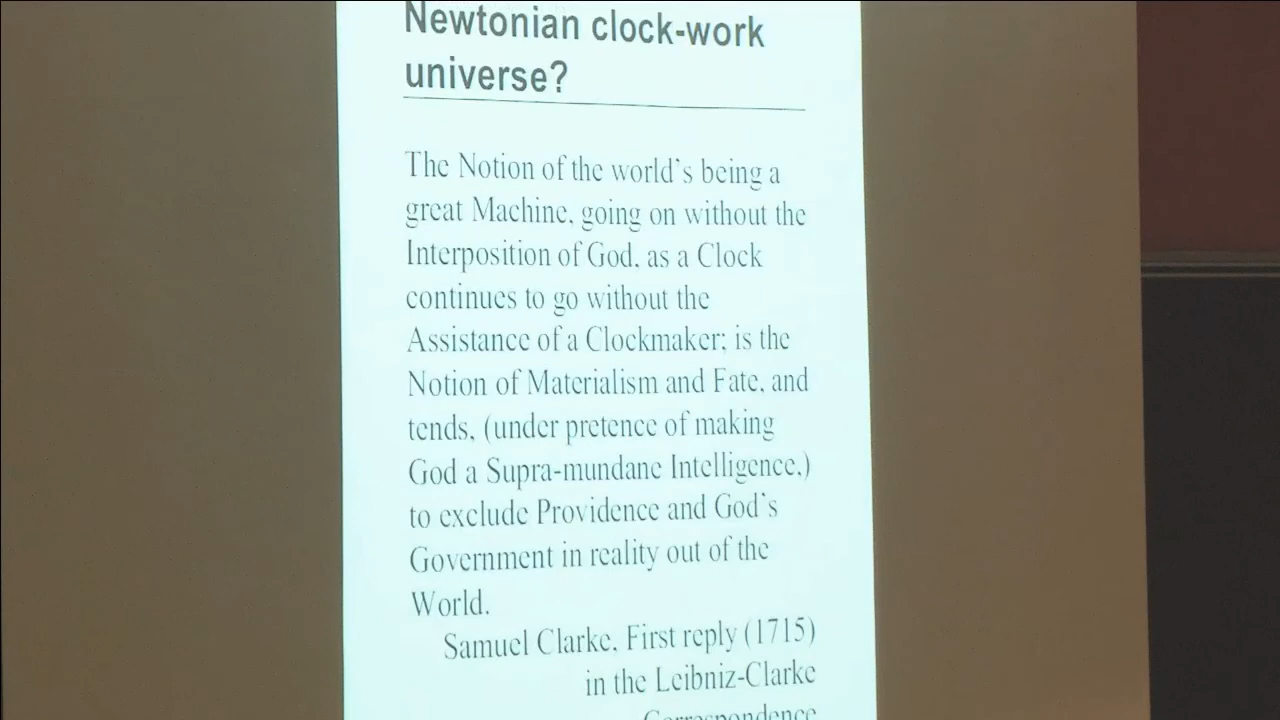 Newtonian clock-work
universe?
The Notion of the world's being a
great Machine, going on without the
Interposition of God, as a Clock
continues to go without the
Assistance of a Clockmaker; is the
Notion of Materialism and Fate, and
tends, (under pretence of making
God a Supra-mundane Intelligence,)
to exclude Providence and God's
Government in reality out of the
World.
Samuel Clarke, First reply (1715)
in the Leibniz-Clarke
Correspondence